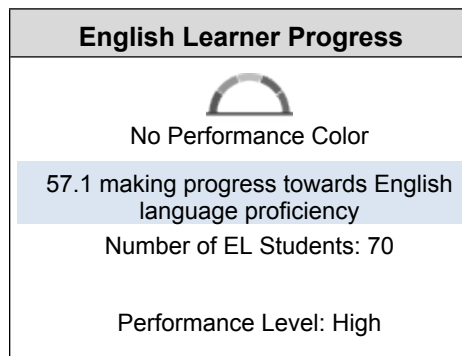 English Learner Progress
No Performance Color
57.1 making progress towards English
language proficiency
Number of EL Students: 70
Performance Level: High